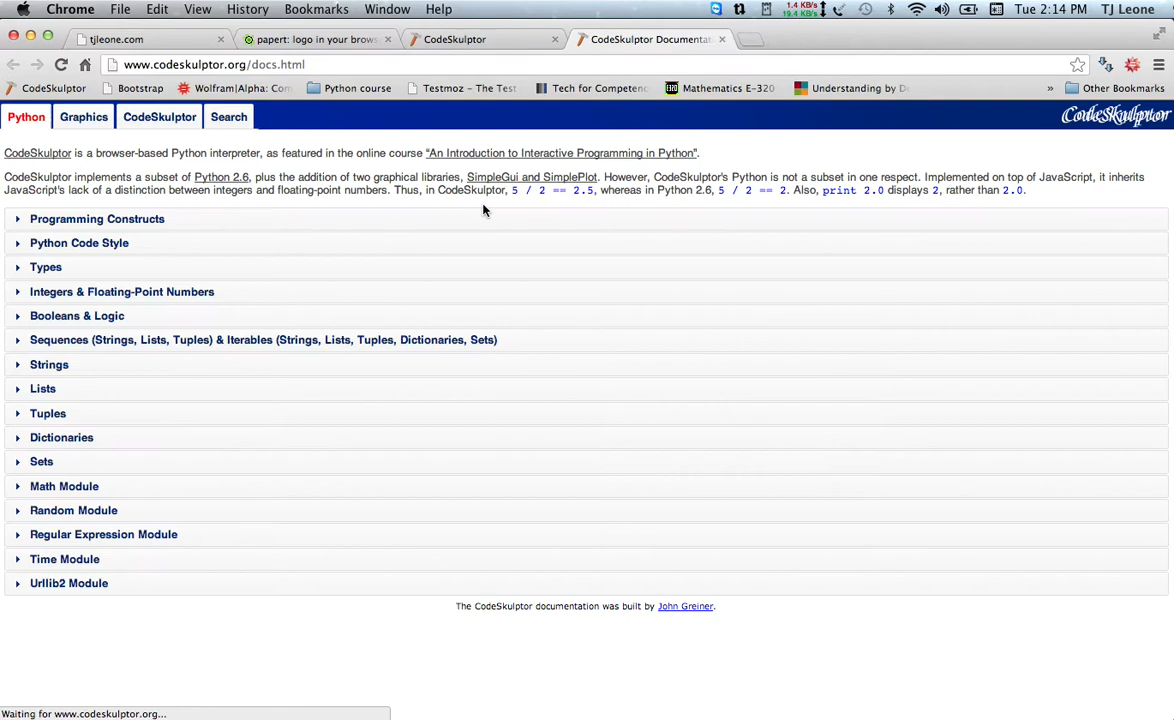 Chrome File Edit View History Bookmarks Window Help 1.4 KB/s 19.4 KB/s Tue 2:14 PM TJ Leone
tjleone.com papert: logo in your brows CodeSkulptor CodeSkulptor Documentat
www.codeskulptor.org/docs.html
CodeSkulptor Bootstrap Wolfram|Alpha: Com Python course Testmoz - The Test Tech for Competenc Mathematics E-320 Understanding by De » Other Bookmarks
Python Graphics CodeSkulptor Search CodeSkulptor
CodeSkulptor is a browser-based Python interpreter, as featured in the online course "An Introduction to Interactive Programming in Python".
CodeSkulptor implements a subset of Python 2.6, plus the addition of two graphical libraries, SimpleGui and SimplePlot. However, CodeSkulptor's Python is not a subset in one respect. Implemented on top of JavaScript, it inherits
JavaScript's lack of a distinction between integers and floating-point numbers. Thus, in CodeSkulptor, 5 / 2 == 2.5, whereas in Python 2.6, 5 / 2 == 2. Also, print 2.0 displays 2, rather than 2.0.
Programming Constructs
Python Code Style
Types
Integers & Floating-Point Numbers
Booleans & Logic
Sequences (Strings, Lists, Tuples) & Iterables (Strings, Lists, Tuples, Dictionaries, Sets)
Strings
Lists
Tuples
Dictionaries
Sets
Math Module
Random Module
Regular Expression Module
Time Module
Urllib2 Module
The CodeSkulptor documentation was built by John Greiner.
Waiting for www.codeskulptor.org...